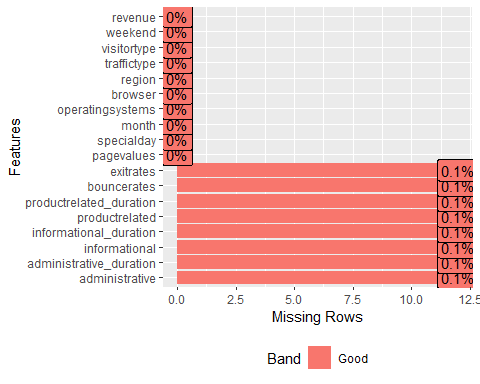 Features
revenue 0%
weekend 0%
visitortype 0%
traffictype 0%
region 0%
browser 0%
operatingsystems 0%
month 0%
specialday 0%
pagevalues 0%
exitrates 0.1%
bouncerates 0.1%
productrelated_duration 0.1%
productrelated 0.1%
informational_duration 0.1%
informational 0.1%
administrative_duration 0.1%
administrative 0.1%
0.0 2.5 5.0 7.5 10.0 12.5
Missing Rows
Band Good